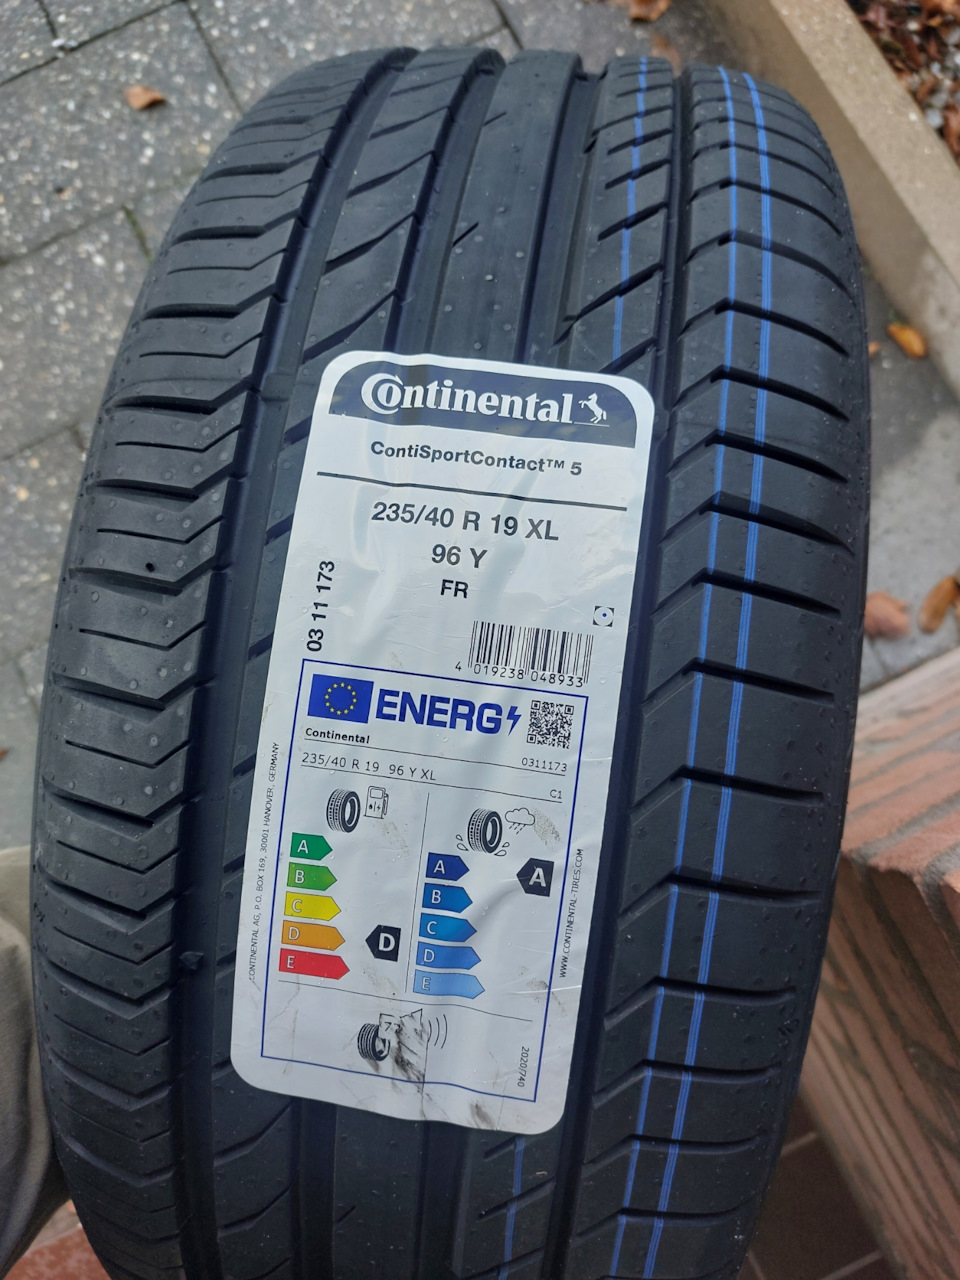 Continental
ContiSportContact™ 5
235/40 R 19 XL
96 Y
FR
03 11 173
4 019238 048933
ENERG
Continental
0311173
235/40 R 19 96 Y XL
C1
A
B
C
D
E
D
A
B
C
D
E
A
2020/740
CONTINENTAL AG, P.O. BOX 169, 30001 HANOVER, GERMANY
WWW.CONTINENTAL-TIRES.COM